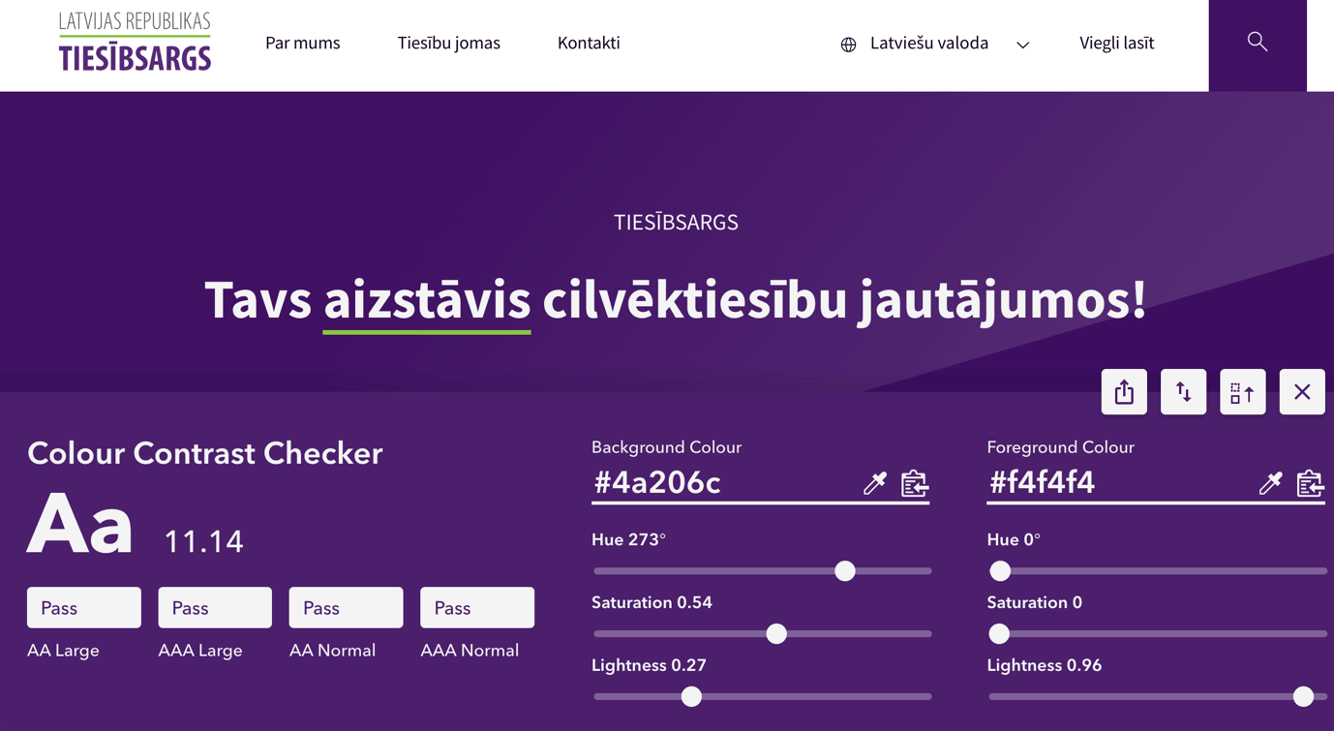 LATVIJAS REPUBLIKAS
TIESĪBSARGS
Par mums
Tiesību jomas
Kontakti
Latviešu valoda
Viegli lasīt
TIESĪBSARGS
Tavs aizstāvis cilvēktiesību jautājumos!
Colour Contrast Checker
Aa 11.14
Pass
AA Large
Pass
AAA Large
Pass
AA Normal
Pass
AAA Normal
Background Colour
#4a206c
Hue 273°
Saturation 0.54
Lightness 0.27
Foreground Colour
#f4f4f4
Hue 0°
Saturation 0
Lightness 0.96